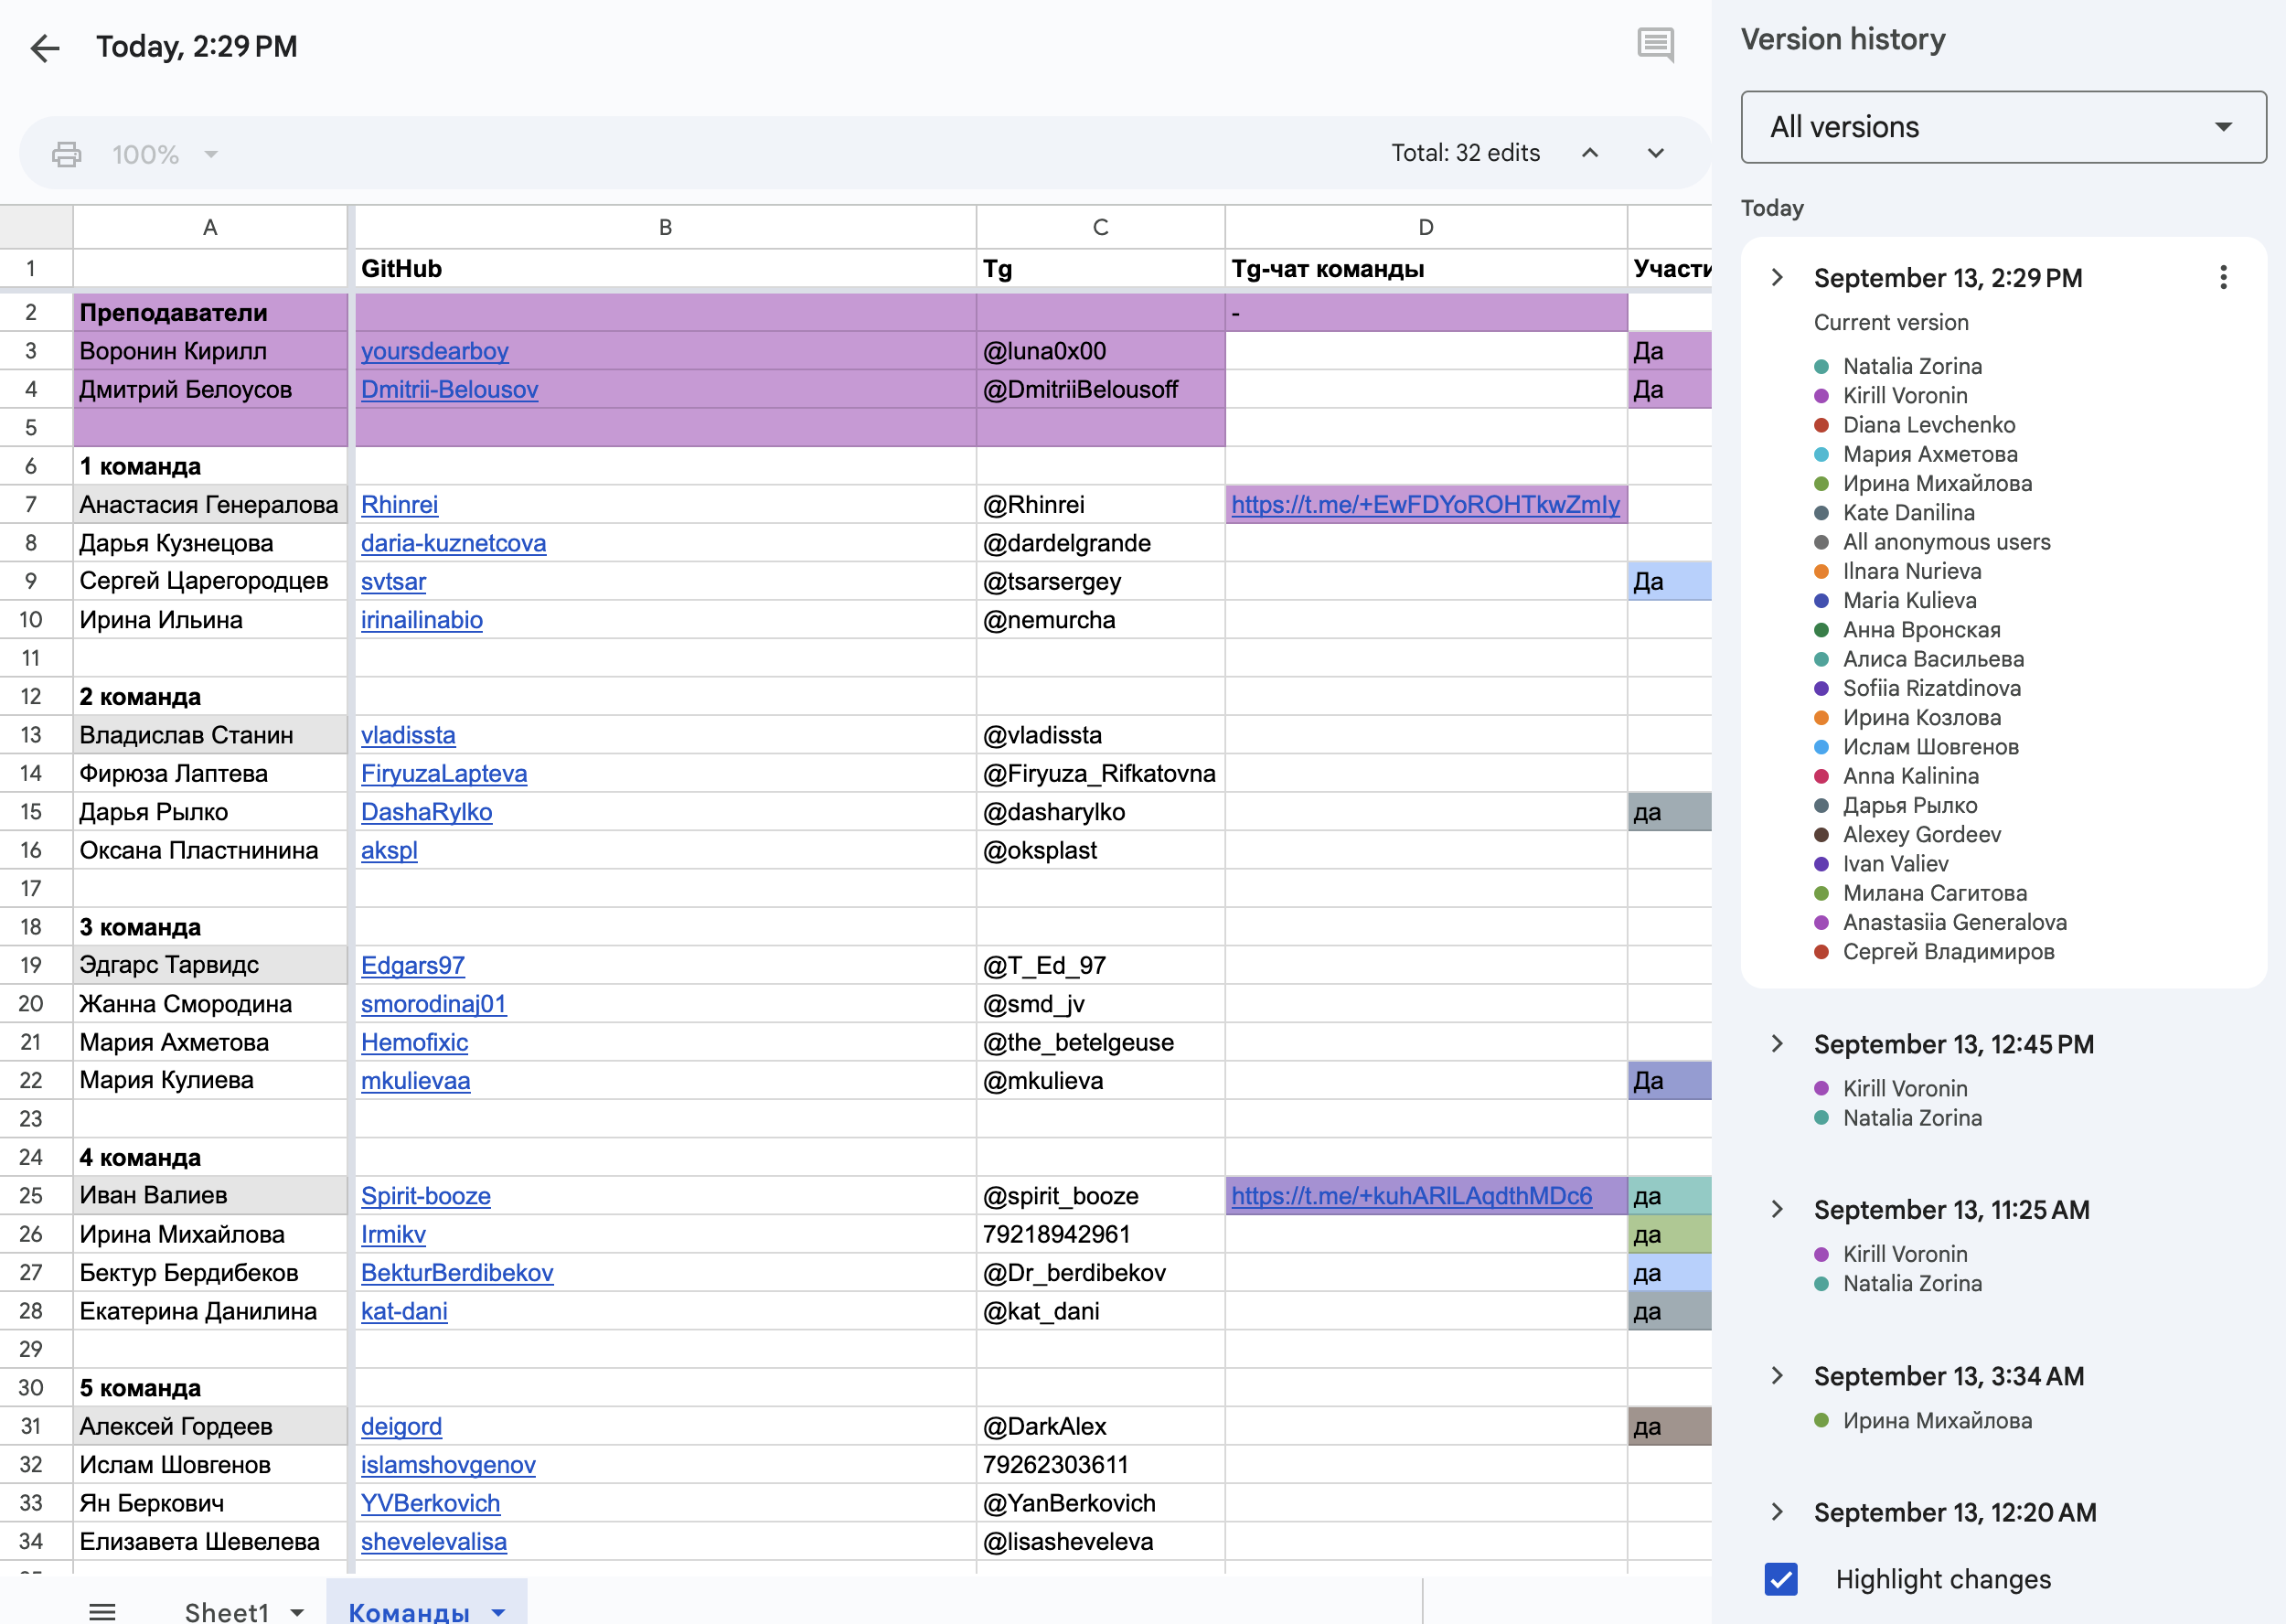 Today, 2:29 PM
100%
Total: 32 edits
A B C D
1 GitHub Tg Tg-чат команды Участи
2 Преподаватели -
3 Воронин Кирилл yoursdearboy @luna0x00 Да
4 Дмитрий Белоусов Dmitrii-Belousov @DmitriiBelousoff Да
5
6 1 команда
7 Анастасия Генералова Rhinrei @Rhinrei https://t.me/+EwFDYoROHTkwZmIy
8 Дарья Кузнецова daria-kuznetcova @dardelgrande
9 Сергей Царегородцев svtsar @tsarsergey Да
10 Ирина Ильина irinailinabio @nemurcha
11
12 2 команда
13 Владислав Станин vladissta @vladissta
14 Фирюза Лаптева FiryuzaLapteva @Firyuza_Rifkatovna
15 Дарья Рылко DashaRylko @dasharylko да
16 Оксана Пластнинина akspl @oksplast
17
18 3 команда
19 Эдгарс Тарвидс Edgars97 @T_Ed_97
20 Жанна Смородина smorodinaj01 @smd_jv
21 Мария Ахметова Hemofixic @the_betelgeuse
22 Мария Кулиева mkulievaa @mkulieva Да
23
24 4 команда
25 Иван Валиев Spirit-booze @spirit_booze https://t.me/+kuhARlLAqdthMDc6 да
26 Ирина Михайлова Irmikv 79218942961 да
27 Бектур Бердибеков BekturBerdibekov @Dr_berdibekov да
28 Екатерина Данилина kat-dani @kat_dani да
29
30 5 команда
31 Алексей Гордеев deigord @DarkAlex да
32 Ислам Шовгенов islamshovgenov 79262303611
33 Ян Беркович YVBerkovich @YanBerkovich
34 Елизавета Шевелева shevelevalisa @lisasheveleva
Sheet1 Команды
Version history
All versions
Today
September 13, 2:29 PM
Current version
Natalia Zorina
Kirill Voronin
Diana Levchenko
Мария Ахметова
Ирина Михайлова
Kate Danilina
All anonymous users
Ilnara Nurieva
Maria Kulieva
Анна Вронская
Алиса Васильева
Sofiia Rizatdinova
Ирина Козлова
Ислам Шовгенов
Anna Kalinina
Дарья Рылко
Alexey Gordeev
Ivan Valiev
Милана Сагитова
Anastasiia Generalova
Сергей Владимиров
September 13, 12:45 PM
Kirill Voronin
Natalia Zorina
September 13, 11:25 AM
Kirill Voronin
Natalia Zorina
September 13, 3:34 AM
Ирина Михайлова
September 13, 12:20 AM
Highlight changes